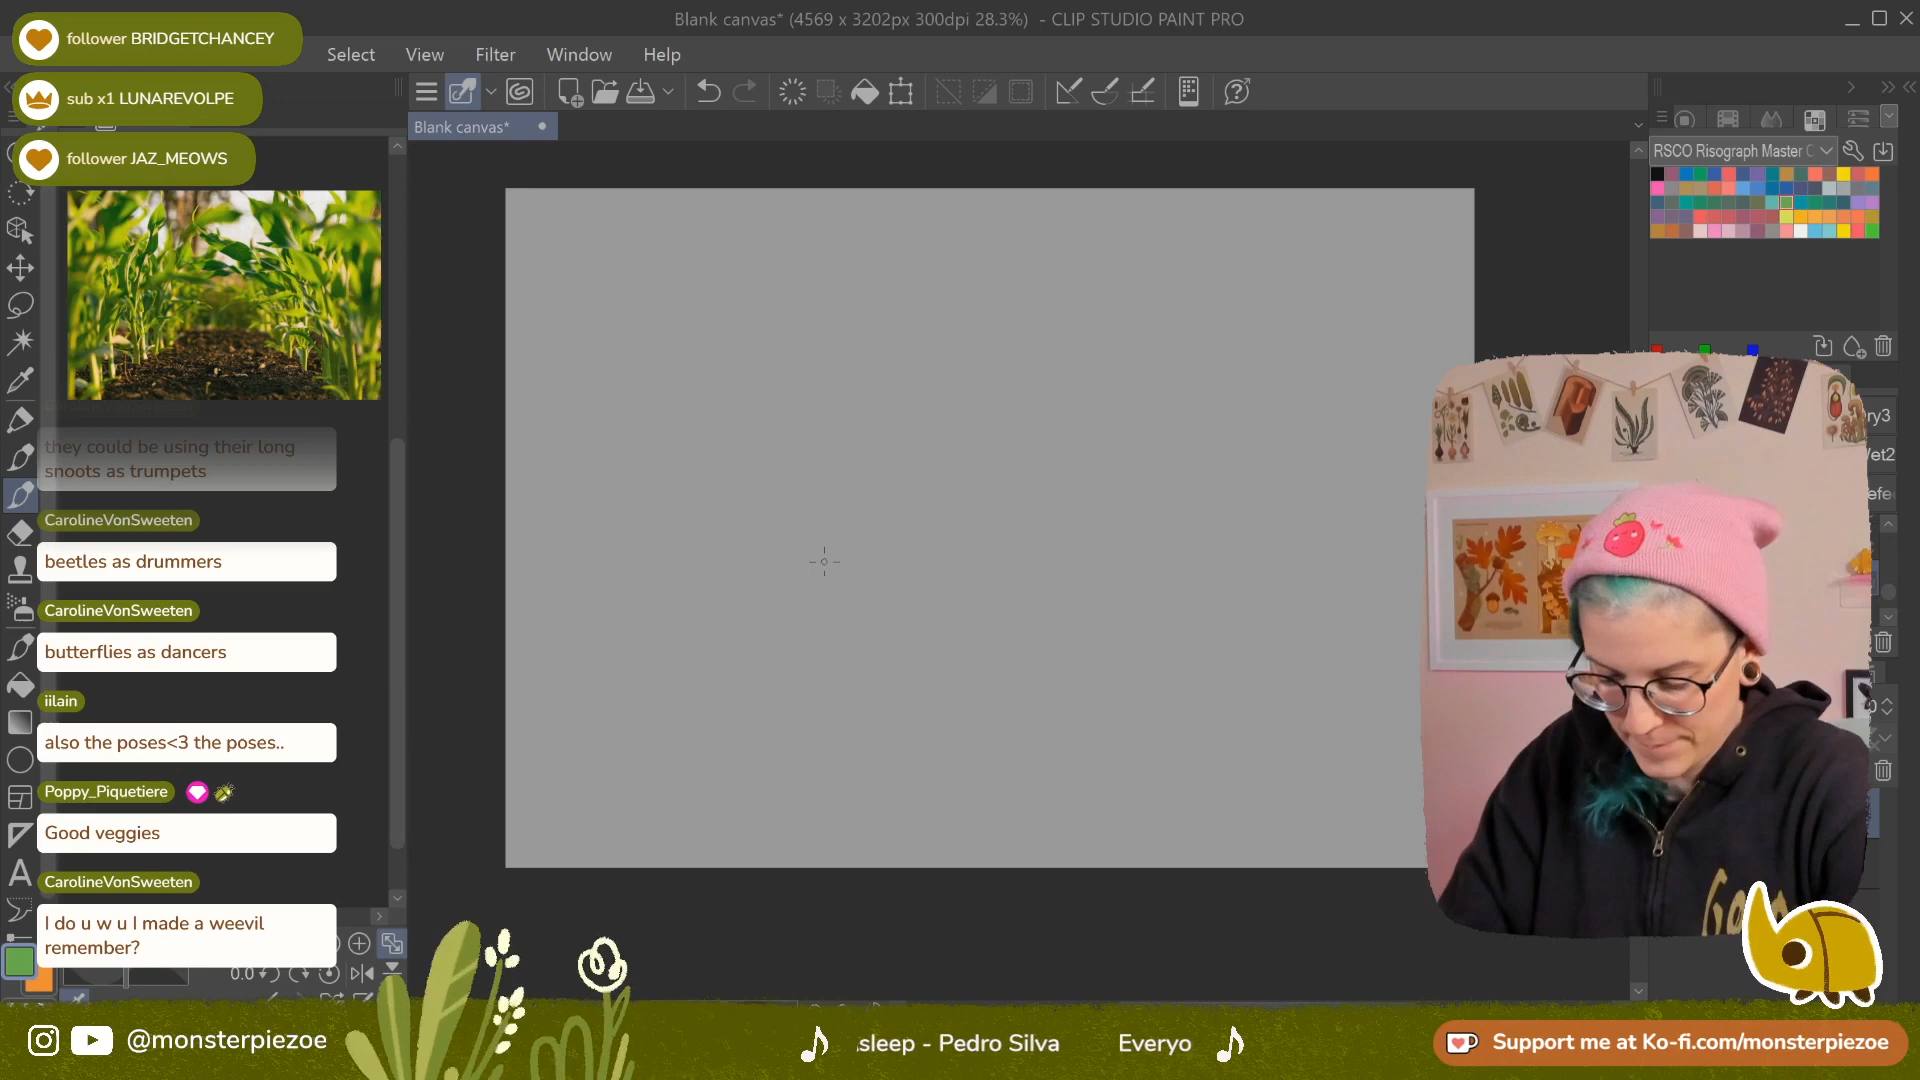 Blank canvas* (4569 x 3202px 300dpi 28.3%) - CLIP STUDIO PAINT PRO
follower BRIDGETCHANCEY
Select View Filter Window Help
sub x1 LUNAREVOLPE
Blank canvas*
follower JAZ_MEOWS
RSCO Risograph Master C
they could be using their long
snoots as trumpets
CarolineVonSweeten
beetles as drummers
CarolineVonSweeten
butterflies as dancers
iilain
also the poses<3 the poses..
Poppy_Piquetiere
Good veggies
CarolineVonSweeten
I do u w u I made a weevil
remember?
0.0
ry3
@monsterpiezoe
sleep - Pedro Silva Everyo
Support me at Ko-fi.com/monsterpiezoe